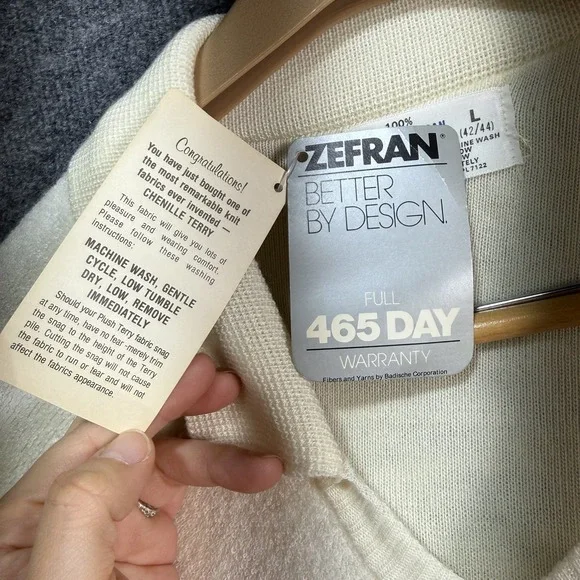 Congratulations!
You have just bought one of
the most remarkable knit
fabrics ever invented —
CHENILLE TERRY
This fabric will give you lots of
pleasure and wearing comfort.
Please follow these washing
instructions:
MACHINE WASH, GENTLE
CYCLE, LOW TUMBLE
DRY, LOW, REMOVE
IMMEDIATELY
Should your Plush Terry fabric snag
at any time, have no fear-merely trim
the snag to the height of the Terry
pile. Cutting the snag will not cause
the fabric to run or fear and will not
affect the fabrics appearance.
ZEFRAN®
BETTER
BY DESIGN.
FULL
465 DAY
WARRANTY
Fibers and Yarns by Badische Corporation
100%
L
(42/44)
WASH